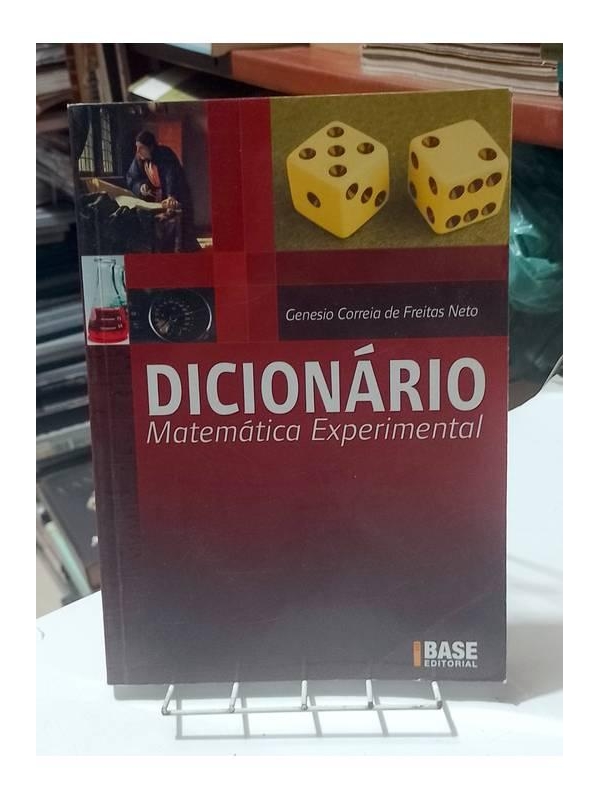 Genesio Correia de Freitas Neto
DICIONÁRIO
Matemática Experimental
BASE
EDITORIAL